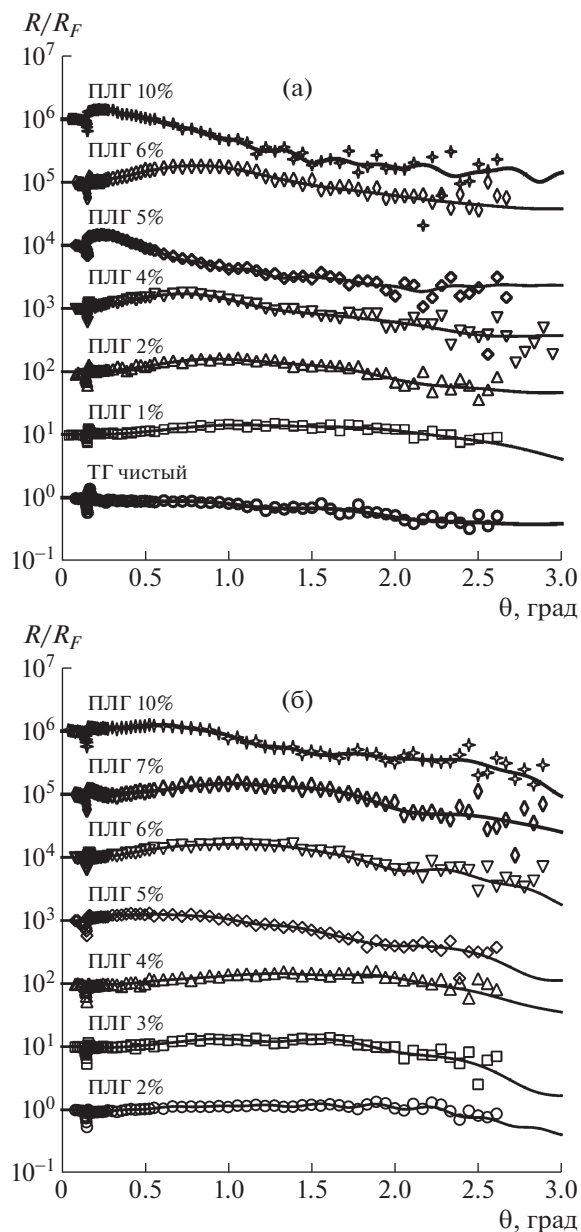 R/R_F
10^7
ПЛГ 10%
(а)
10^6
ПЛГ 6%
10^5
ПЛГ 5%
10^4
ПЛГ 4%
10^3
ПЛГ 2%
10^2
ПЛГ 1%
10^1
ТГ чистый
10^0
10^-1
0 0.5 1.0 1.5 2.0 2.5 3.0
θ, град
R/R_F
10^7
ПЛГ 10%
(б)
10^6
ПЛГ 7%
10^5
ПЛГ 6%
10^4
ПЛГ 5%
10^3
ПЛГ 4%
10^2
ПЛГ 3%
10^1
ПЛГ 2%
10^0
10^-1
0 0.5 1.0 1.5 2.0 2.5 3.0
θ, град